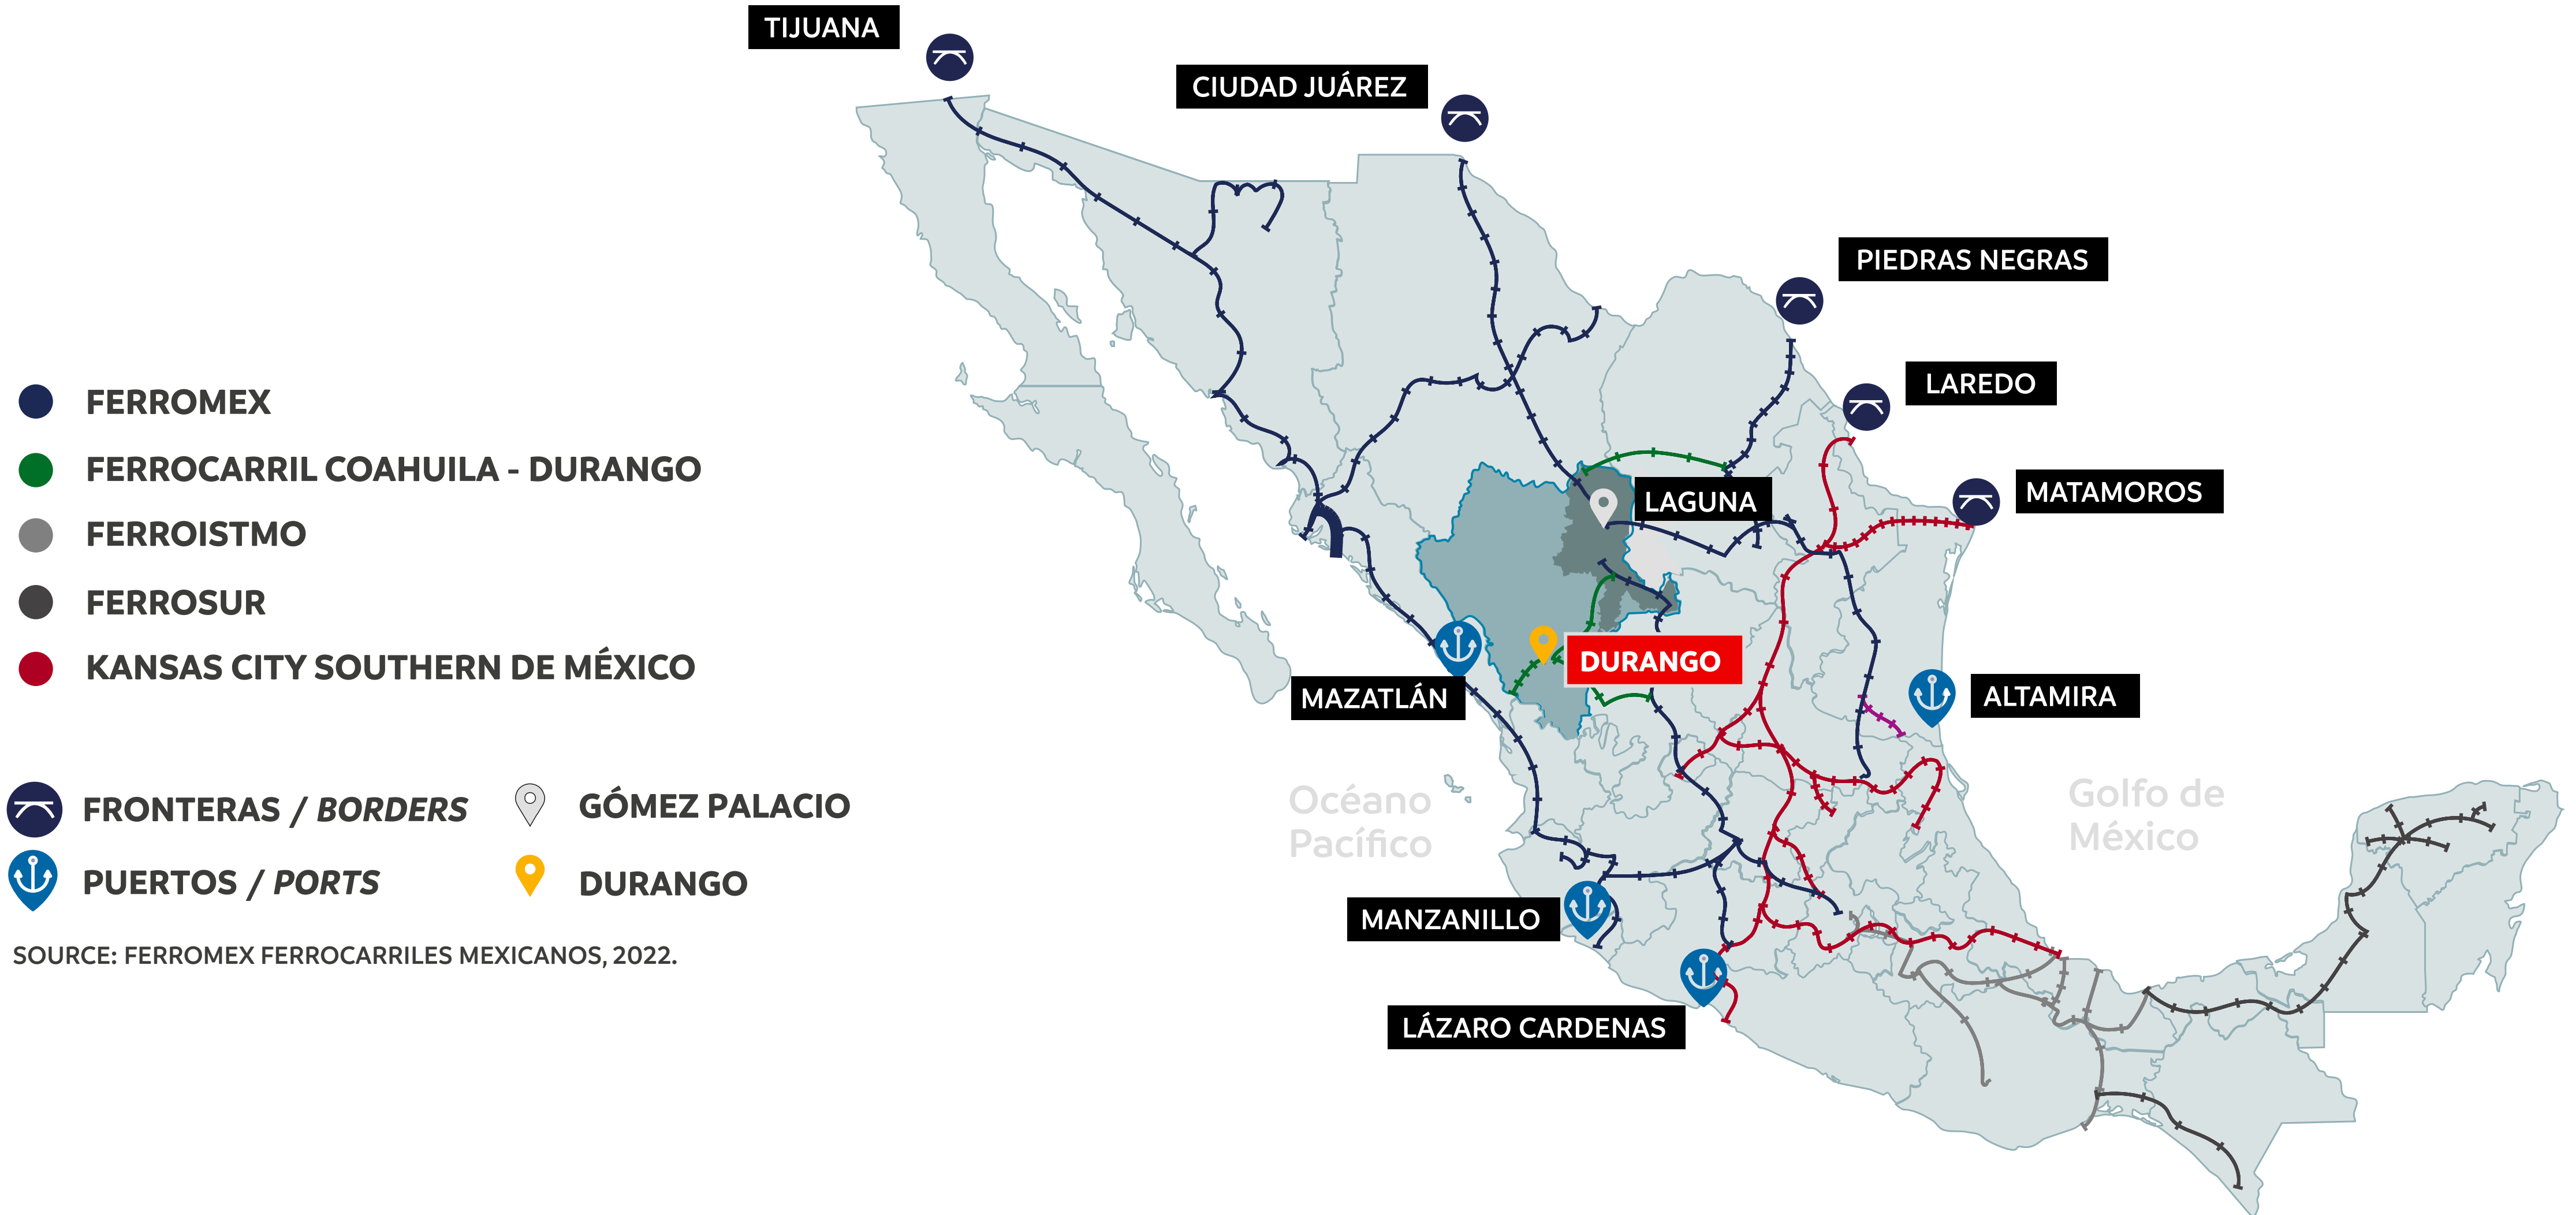 TIJUANA
CIUDAD JUÁREZ
PIEDRAS NEGRAS
LAREDO
MATAMOROS
LAGUNA
DURANGO
MAZATLÁN
ALTAMIRA
Océano
Pacífico
Golfo de
México
MANZANILLO
LÁZARO CARDENAS
FERROMEX
FERROCARRIL COAHUILA - DURANGO
FERROISTMO
FERROSUR
KANSAS CITY SOUTHERN DE MÉXICO
FRONTERAS / BORDERS
GÓMEZ PALACIO
PUERTOS / PORTS
DURANGO
SOURCE: FERROMEX FERROCARRILES MEXICANOS, 2022.